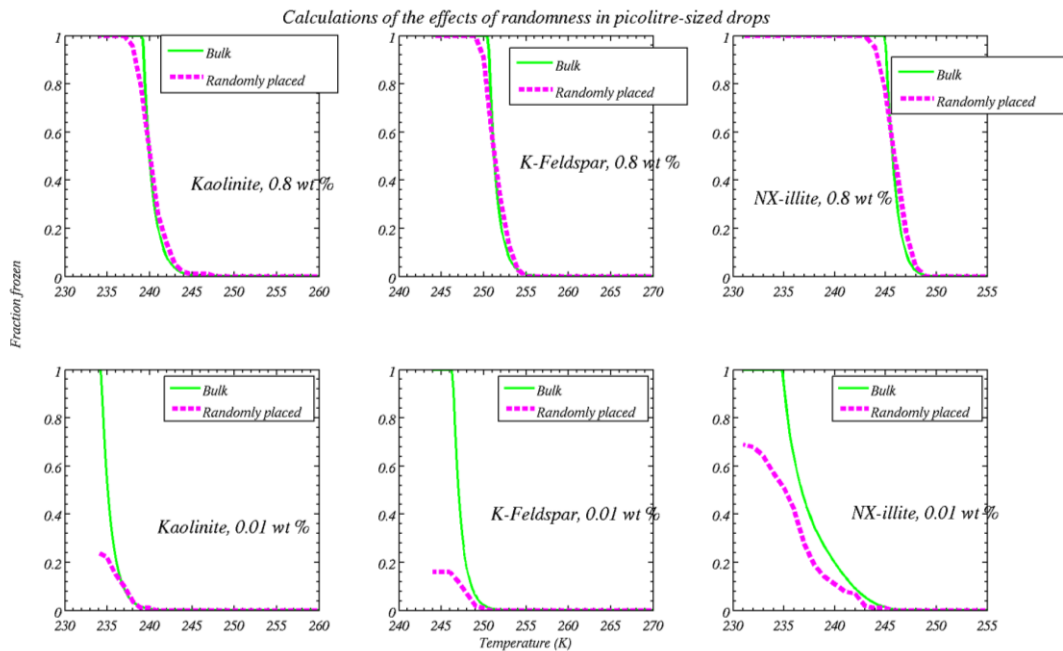 Calculations of the effects of randomness in picolitre-sized drops
1
0.8
0.6
0.4
0.2
0
230 235 240 245 250 255 260
Bulk
Randomly placed
Kaolinite, 0.8 wt %
1
0.8
0.6
0.4
0.2
0
240 245 250 255 260 265 270
Bulk
Randomly placed
K-Feldspar, 0.8 wt %
1
0.8
0.6
0.4
0.2
0
230 235 240 245 250 255
Bulk
Randomly placed
NX-illite, 0.8 wt %
Fraction frozen
1
0.8
0.6
0.4
0.2
0
230 235 240 245 250 255 260
Bulk
Randomly placed
Kaolinite, 0.01 wt %
1
0.8
0.6
0.4
0.2
0
240 245 250 255 260 265 270
Bulk
Randomly placed
K-Feldspar, 0.01 wt %
Temperature (K)
1
0.8
0.6
0.4
0.2
0
230 235 240 245 250 255
Bulk
Randomly placed
NX-illite, 0.01 wt %